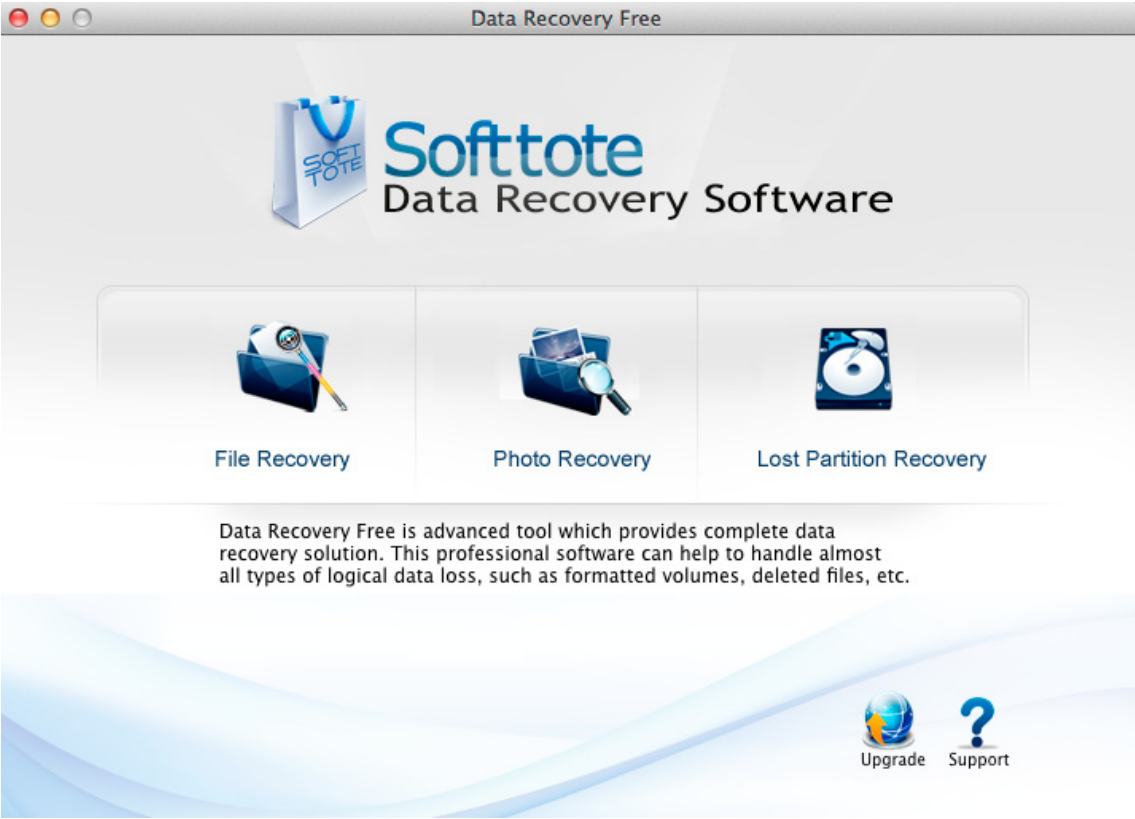 Data Recovery Free
SOFT
TOTE
Softtote
Data Recovery Software
File Recovery
Photo Recovery
Lost Partition Recovery
Data Recovery Free is advanced tool which provides complete data
recovery solution. This professional software can help to handle almost
all types of logical data loss, such as formatted volumes, deleted files, etc.
Upgrade
Support